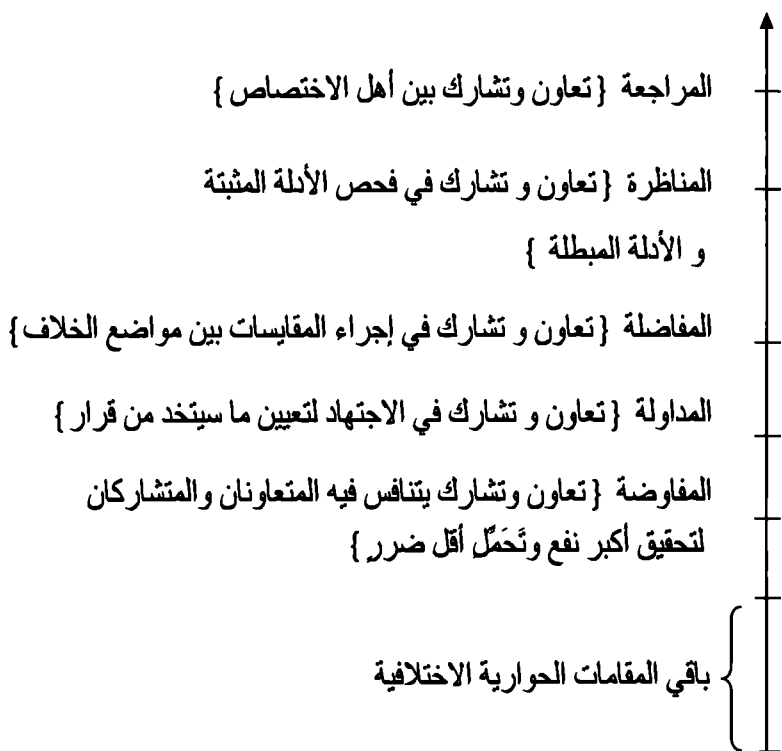 المراجعة { تعاون وتشارك بين أهل الاختصاص }
المناظرة { تعاون و تشارك في فحص الأدلة المثبتة
و الأدلة المبطلة }
المفاضلة { تعاون و تشارك في إجراء المقايسات بين مواضع الخلاف }
المداولة { تعاون و تشارك في الاجتهاد لتعيين ما سيتخد من قرار }
المفاوضة { تعاون وتشارك يتنافس فيه المتعاونان والمتشاركان
لتحقيق أكبر نفع وتَحَمُّلِ أقل ضررٍ }
باقي المقامات الحوارية الاختلافية